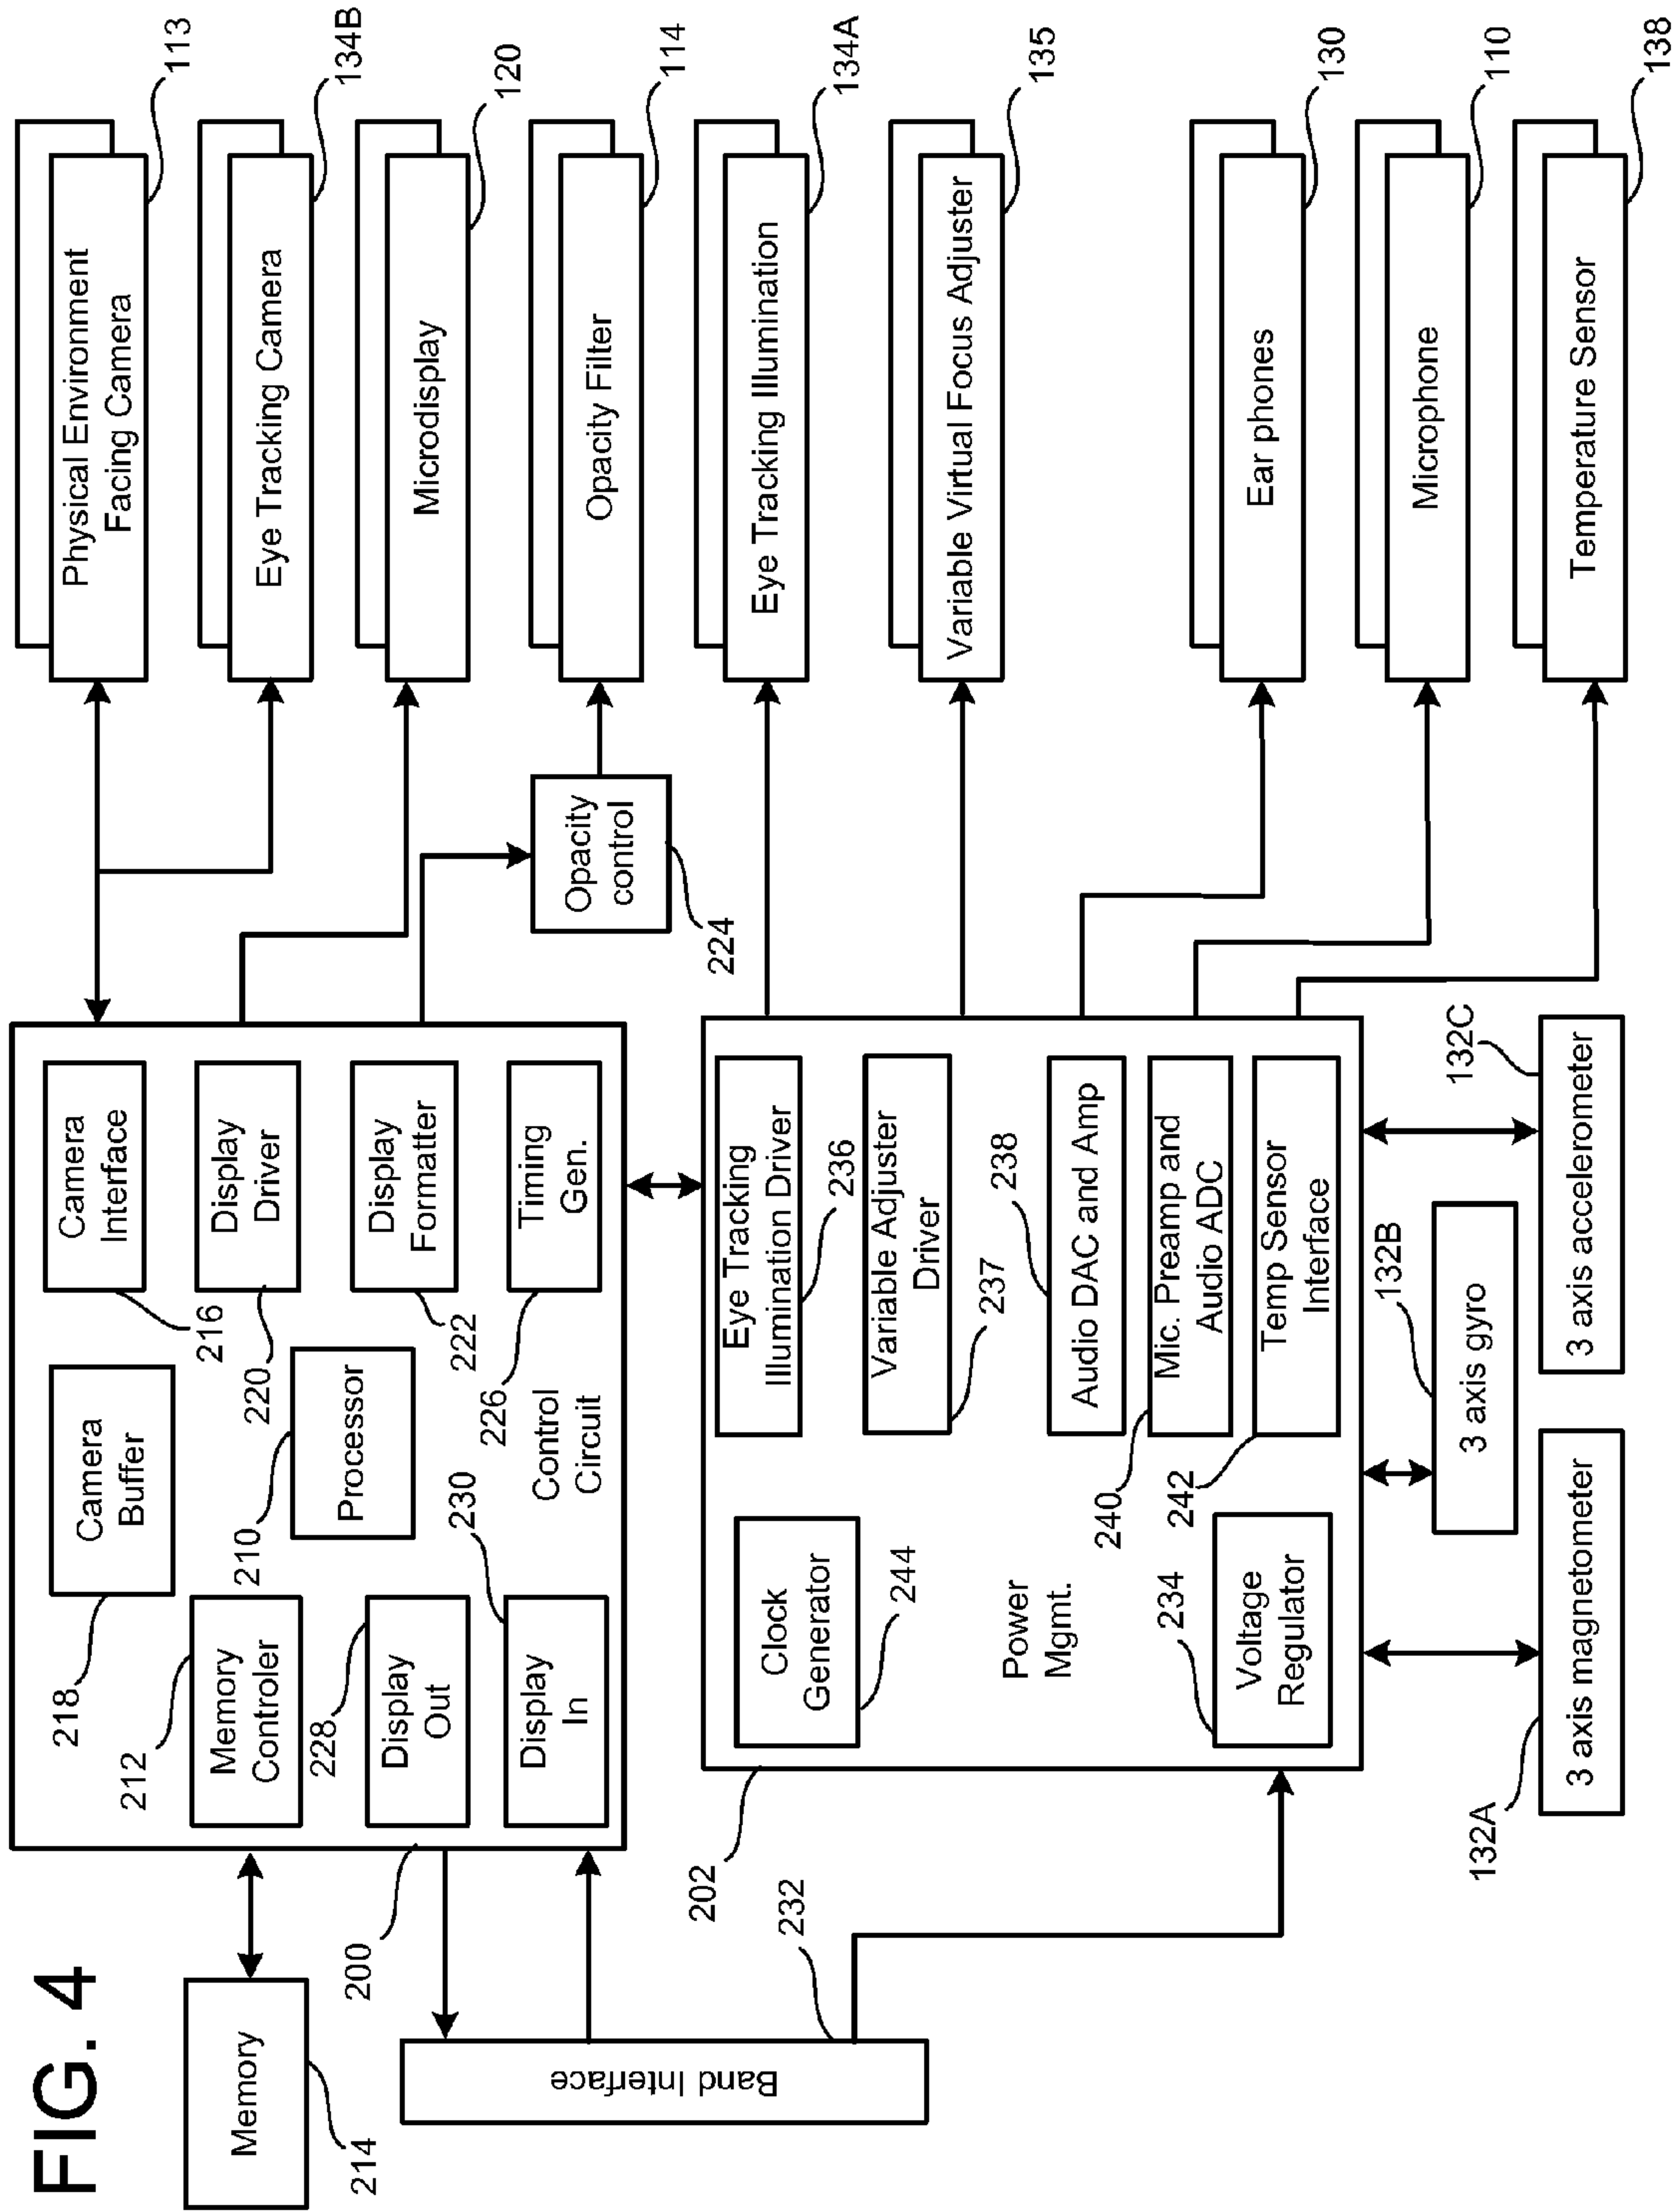 FIG. 4
Memory
214
Band Interface
232
200
202
212
Memory
Controler
218
Camera
Buffer
228
Display
Out
230
Display
In
210
Processor
Control
Circuit
Camera
Interface
216
Display
Driver
220
Display
Formatter
222
Timing
Gen.
226
Opacity
control
224
Physical Environment
Facing Camera
113
Eye Tracking Camera
134B
Microdisplay
120
Opacity Filter
114
Eye Tracking Illumination
134A
Variable Virtual Focus Adjuster
135
Ear phones
130
Microphone
110
Temperature Sensor
138
Clock
Generator
244
Power
Mgmt.
234
Voltage
Regulator
Eye Tracking
Illumination Driver
236
Variable Adjuster
Driver
237
238
Audio DAC and Amp
240
Mic. Preamp and
Audio ADC
242
Temp Sensor
Interface
132A
3 axis magnetometer
132B
3 axis gyro
132C
3 axis accelerometer